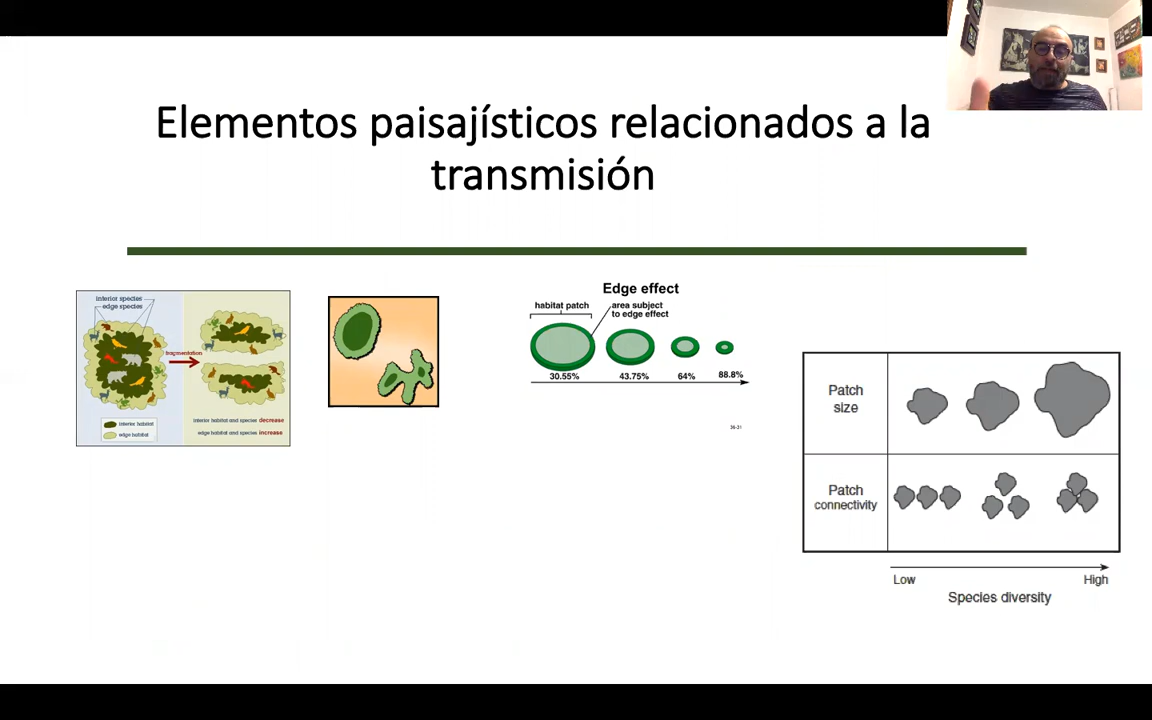 Elementos paisajísticos relacionados a la
transmisión
interior species
edge species
fragmentation
interior habitat
edge habitat
interior habitat and species decrease
edge habitat and species increase
Edge effect
habitat patch
area subject
to edge effect
30.55%
43.75%
64%
88.8%
36-21
Patch
size
Patch
connectivity
Low
High
Species diversity